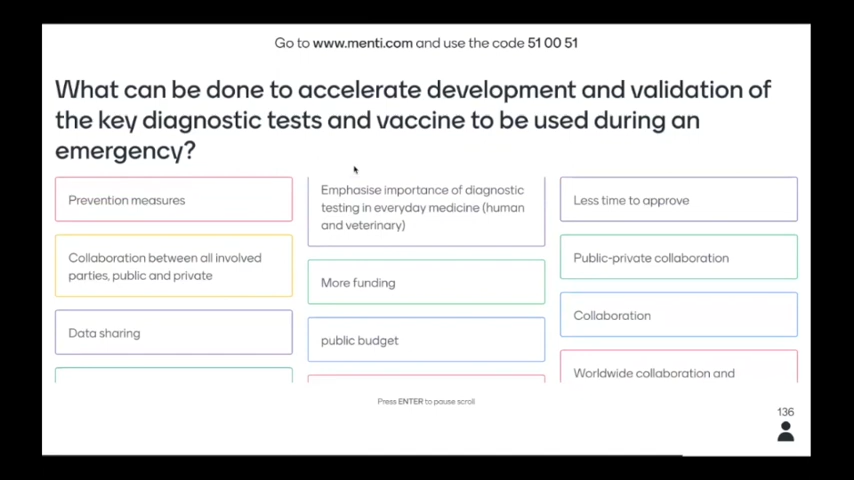 Go to www.menti.com and use the code 51 00 51
What can be done to accelerate development and validation of
the key diagnostic tests and vaccine to be used during an
emergency?
Prevention measures
Collaboration between all involved
parties, public and private
Data sharing
Emphasise importance of diagnostic
testing in everyday medicine (human
and veterinary)
More funding
public budget
Less time to approve
Public-private collaboration
Collaboration
Worldwide collaboration and
Press ENTER to pause scroll
136